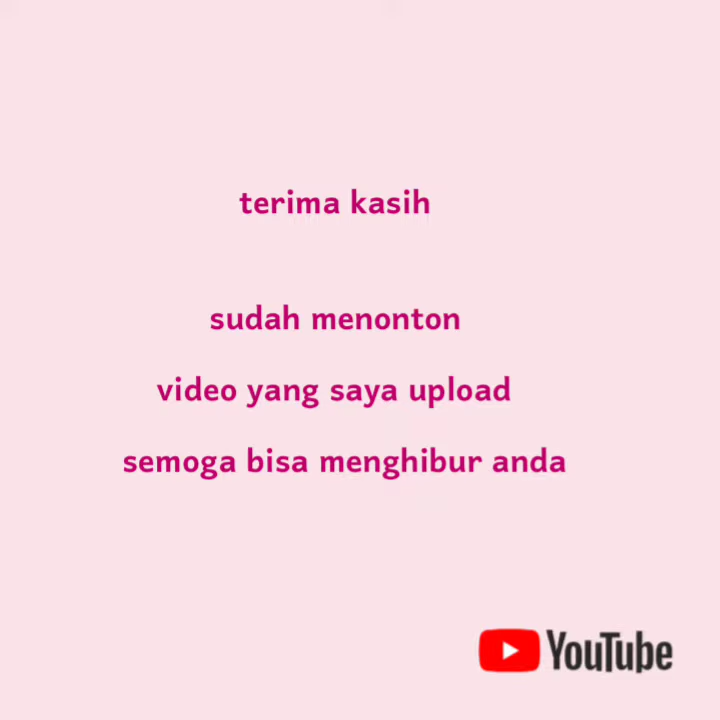 terima kasih
sudah menonton
video yang saya upload
semoga bisa menghibur anda
YouTube